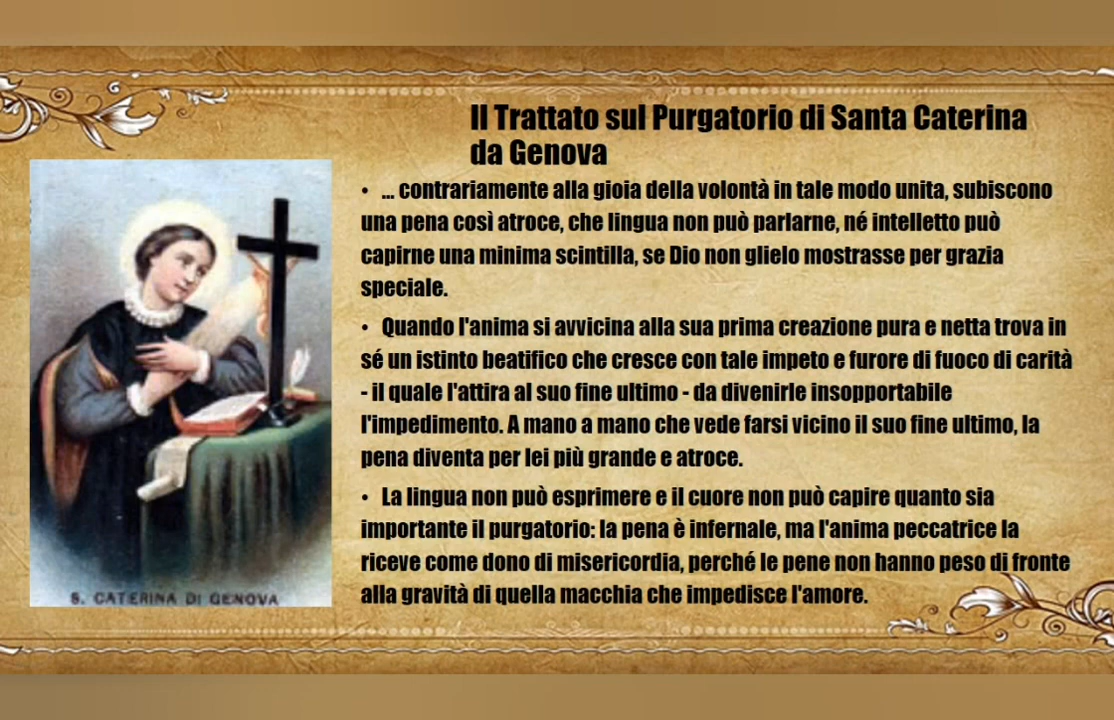 Il Trattato sul Purgatorio di Santa Caterina
da Genova
• ... contrariamente alla gioia della volontà in tale modo unita, subiscono
una pena così atroce, che lingua non può parlarne, né intelletto può
capirne una minima scintilla, se Dio non glielo mostrasse per grazia
speciale.
• Quando l'anima si avvicina alla sua prima creazione pura e netta trova in
sé un istinto beatifico che cresce con tale impeto e furore di fuoco di carità
- il quale l'attira al suo fine ultimo - da divenirle insopportabile
l'impedimento. A mano a mano che vede farsi vicino il suo fine ultimo, la
pena diventa per lei più grande e atroce.
• La lingua non può esprimere e il cuore non può capire quanto sia
importante il purgatorio: la pena è infernale, ma l'anima peccatrice la
riceve come dono di misericordia, perché le pene non hanno peso di fronte
alla gravità di quella macchia che impedisce l'amore.
S. CATERINA DI GENOVA